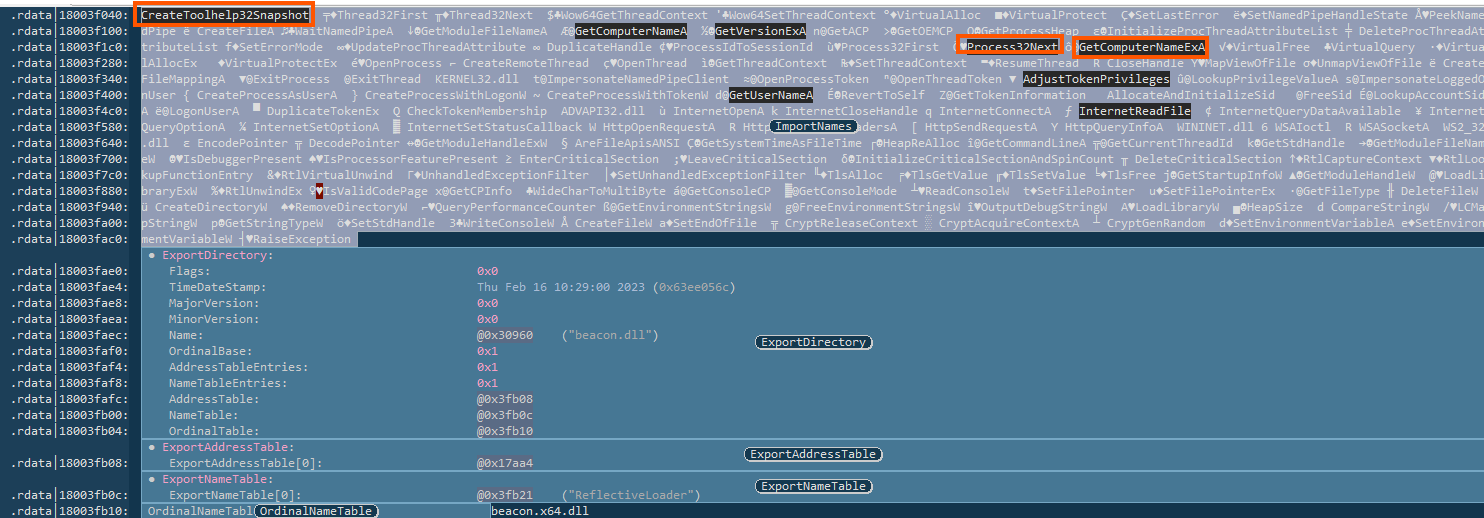 .rdata|18003f040: CreateToolhelp32Snapshot ╤♦Thread32First ╥♦Thread32Next $♣Wow64GetThreadContext '♣Wow64SetThreadContext °♦VirtualAlloc ■♦VirtualProtect Ç♦SetLastError ë♦SetNamedPipeHandleState Å♥PeekName
.rdata|18003f100: dPipe ê CreateFileA ♫♣WaitNamedPipeA ↓☻GetModuleFileNameA Æ@GetComputerNameA ½☻GetVersionExA n@GetACP >☻GetOEMCP Q☻GetProcessHeap ε☻InitializeProcThreadAttributeList ╪ DeleteProcThreadAt
.rdata|18003f1c0: tributeList f♦SetErrorMode ∞♦UpdateProcThreadAttribute ∞ DuplicateHandle ¢♥ProcessIdToSessionId ù♥Process32First Ö♥Process32Next ö@GetComputerNameExA √♦VirtualFree ♣VirtualQuery ·♦Virtua
.rdata|18003f280: lAllocEx ♦VirtualProtectEx é♥OpenProcess ⌐ CreateRemoteThread ç♥OpenThread ì☻GetThreadContext ‰♦SetThreadContext ¬♦ResumeThread R CloseHandle Y♥MapViewOfFile σ♦UnmapViewOfFile ë Create
.rdata|18003f340: FileMappingA ▼@ExitProcess @ExitThread KERNEL32.dll t@ImpersonateNamedPipeClient ≈@OpenProcessToken °@OpenThreadToken ▼ AdjustTokenPrivileges û@LookupPrivilegeValueA s@ImpersonateLoggedO
.rdata|18003f400: nUser { CreateProcessAsUserA } CreateProcessWithLogonW ~ CreateProcessWithTokenW d@GetUserNameA É☻RevertToSelf Z@GetTokenInformation AllocateAndInitializeSid @FreeSid É@LookupAccountSid
.rdata|18003f4c0: A ë@LogonUserA ▀ DuplicateTokenEx Q CheckTokenMembership ADVAPI32.dll ù InternetOpenA k InternetCloseHandle q InternetConnectA ƒ InternetReadFile ¢ InternetQueryDataAvailable ¥ Internet
.rdata|18003f580: QueryOptionA ¼ InternetSetOptionA ▓ InternetSetStatusCallback W HttpOpenRequestA R Http ImportNames adersA [ HttpSendRequestA Y HttpQueryInfoA WININET.dll 6 WSAIoctl R WSASocketA WS2_32
.rdata|18003f640: .dll ε EncodePointer ╦ DecodePointer ↔☻GetModuleHandleExW § AreFileApisANSI Ç@GetSystemTimeAsFileTime ╒☻HeapReAlloc î@GetCommandLineA ╦@GetCurrentThreadId k☻GetStdHandle →☻GetModuleFileNam
.rdata|18003f700: eW ☻♥IsDebuggerPresent ♠♥IsProcessorFeaturePresent ≥ EnterCriticalSection ;♥LeaveCriticalSection δ☻InitializeCriticalSectionAndSpinCount ╥ DeleteCriticalSection ↑♦RtlCaptureContext ▼♦RtlLoo
.rdata|18003f7c0: kupFunctionEntry &♦RtlVirtualUnwind Γ♦UnhandledExceptionFilter │♦SetUnhandledExceptionFilter ╙♦TlsAlloc ╒♦TlsGetValue ╓♦TlsSetValue ╘♦TlsFree j☻GetStartupInfoW ▲☻GetModuleHandleW @♥LoadLi
.rdata|18003f880: braryExW %♦RtlUnwindEx ♀♥IsValidCodePage x@GetCPInfo ♣WideCharToMultiByte á@GetConsoleCP ▓@GetConsoleMode ┴♥ReadConsoleW t♦SetFilePointer u♦SetFilePointerEx ·@GetFileType ╫ DeleteFileW
.rdata|18003f940: ü CreateDirectoryW ♠♦RemoveDirectoryW ⌐♥QueryPerformanceCounter ß@GetEnvironmentStringsW g@FreeEnvironmentStringsW ï♥OutputDebugStringW A♥LoadLibraryW ▄☻HeapSize d CompareStringW /♥LCMa
.rdata|18003fa00: pStringW p☻GetStringTypeW ö♦SetStdHandle 3♣WriteConsoleW Å CreateFileW a♦SetEndOfFile ╦ CryptReleaseContext ▒ CryptAcquireContextA ┴ CryptGenRandom d♦SetEnvironmentVariableA e♦SetEnviron
.rdata|18003fac0: mentVariableW ┤♥RaiseException
● ExportDirectory:
.rdata|18003fae0: Flags: 0x0
.rdata|18003fae4: TimeDateStamp: Thu Feb 16 10:29:00 2023 (0x63ee056c)
.rdata|18003fae8: MajorVersion: 0x0
.rdata|18003faea: MinorVersion: 0x0
.rdata|18003faec: Name: @0x30960 ("beacon.dll") ExportDirectory
.rdata|18003faf0: OrdinalBase: 0x1
.rdata|18003faf4: AddressTableEntries: 0x1
.rdata|18003faf8: NameTableEntries: 0x1
.rdata|18003fafc: AddressTable: @0x3fb08
.rdata|18003fb00: NameTable: @0x3fb0c
.rdata|18003fb04: OrdinalTable: @0x3fb10
● ExportAddressTable: ExportAddressTable
.rdata|18003fb08: ExportAddressTable[0]: @0x17aa4
● ExportNameTable: ExportNameTable
.rdata|18003fb0c: ExportNameTable[0]: @0x3fb21 ("ReflectiveLoader")
.rdata|18003fb10: OrdinalNameTabl OrdinalNameTable beacon.x64.dll